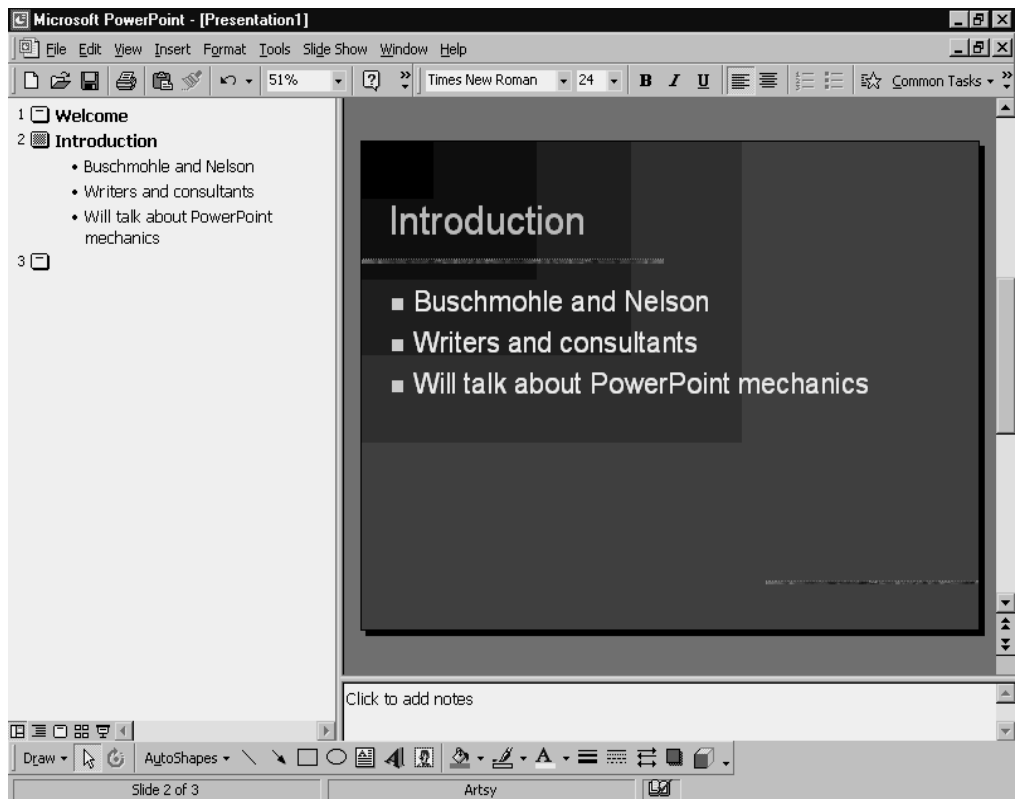 Microsoft PowerPoint - [Presentation1]
File Edit View Insert Format Tools Slide Show Window Help
51% Times New Roman 24 B I U Common Tasks
1 Welcome
2 Introduction
• Buschmohle and Nelson
• Writers and consultants
• Will talk about PowerPoint
mechanics
3
Introduction
Buschmohle and Nelson
Writers and consultants
Will talk about PowerPoint mechanics
Click to add notes
Draw AutoShapes A
Slide 2 of 3 Artsy